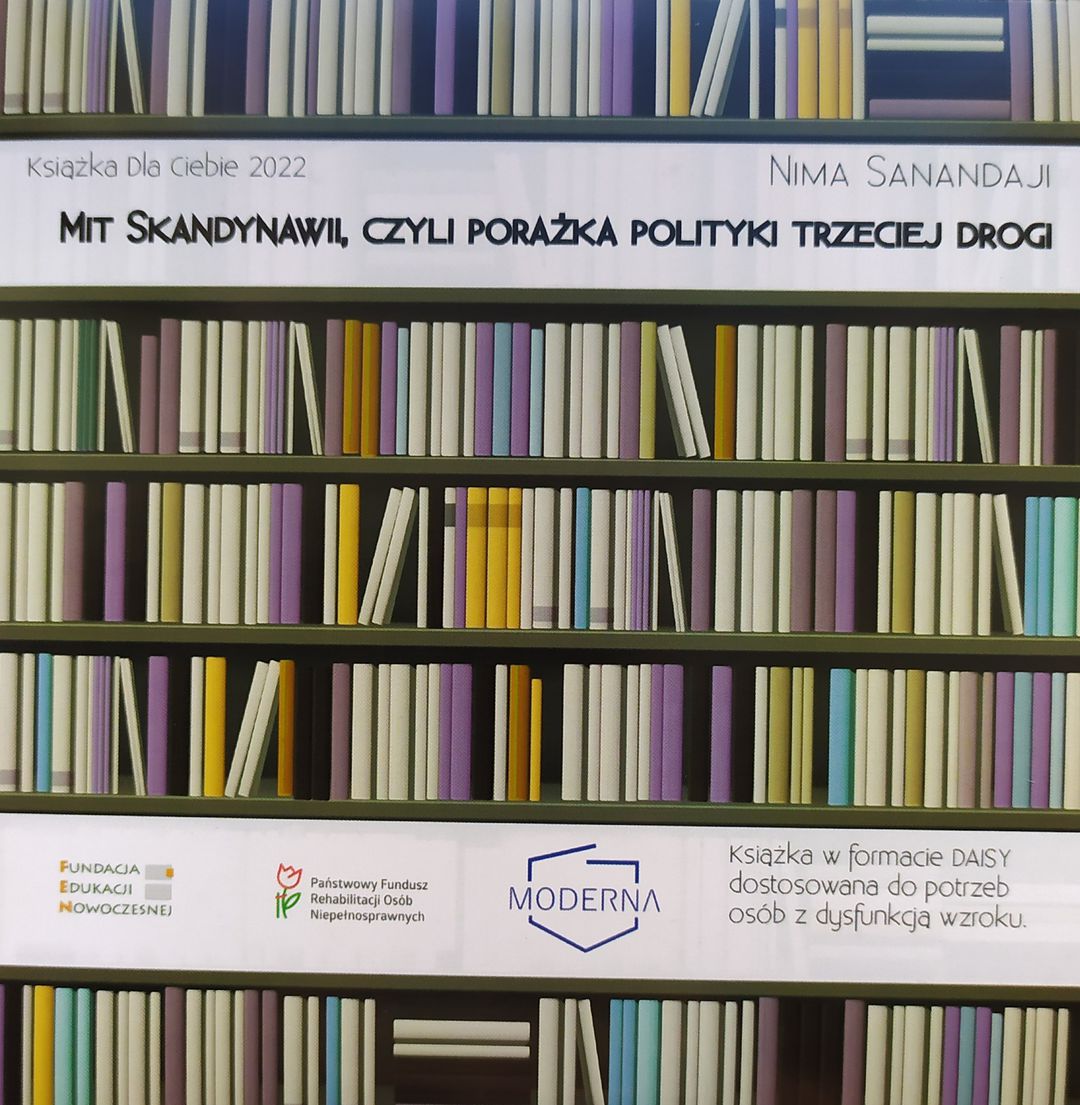 Książka Dla Ciebie 2022
Nima Sanandaji
Mit Skandynawii, czyli porażka polityki trzeciej drogi
Fundacja
Edukacji
Nowoczesnej
Państwowy Fundusz
Rehabilitacji Osób
Niepełnosprawnych
MODERNA
Książka w formacie DAISY
dostosowana do potrzeb
osób z dysfunkcją wzroku.